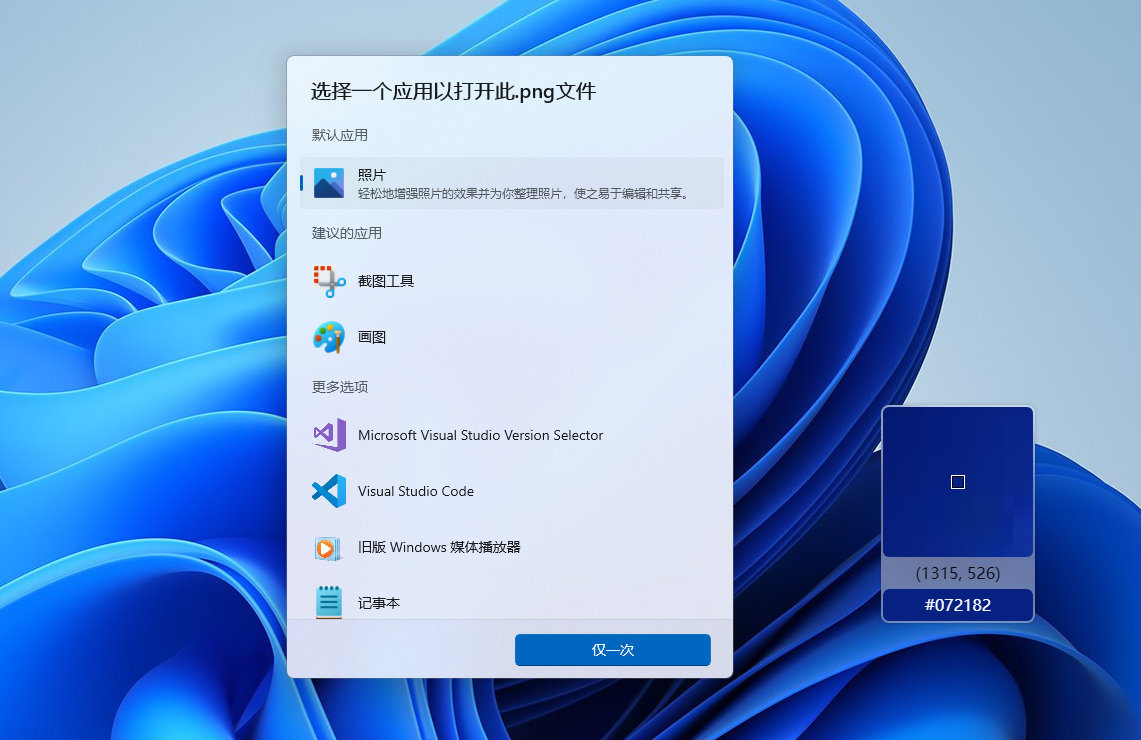 选择一个应用以打开此.png文件
默认应用
照片
轻松地增强照片的效果并为你整理照片，使之易于编辑和共享。
建议的应用
截图工具
画图
更多选项
Microsoft Visual Studio Version Selector
Visual Studio Code
旧版 Windows 媒体播放器
记事本
仅一次
(1315, 526)
#072182